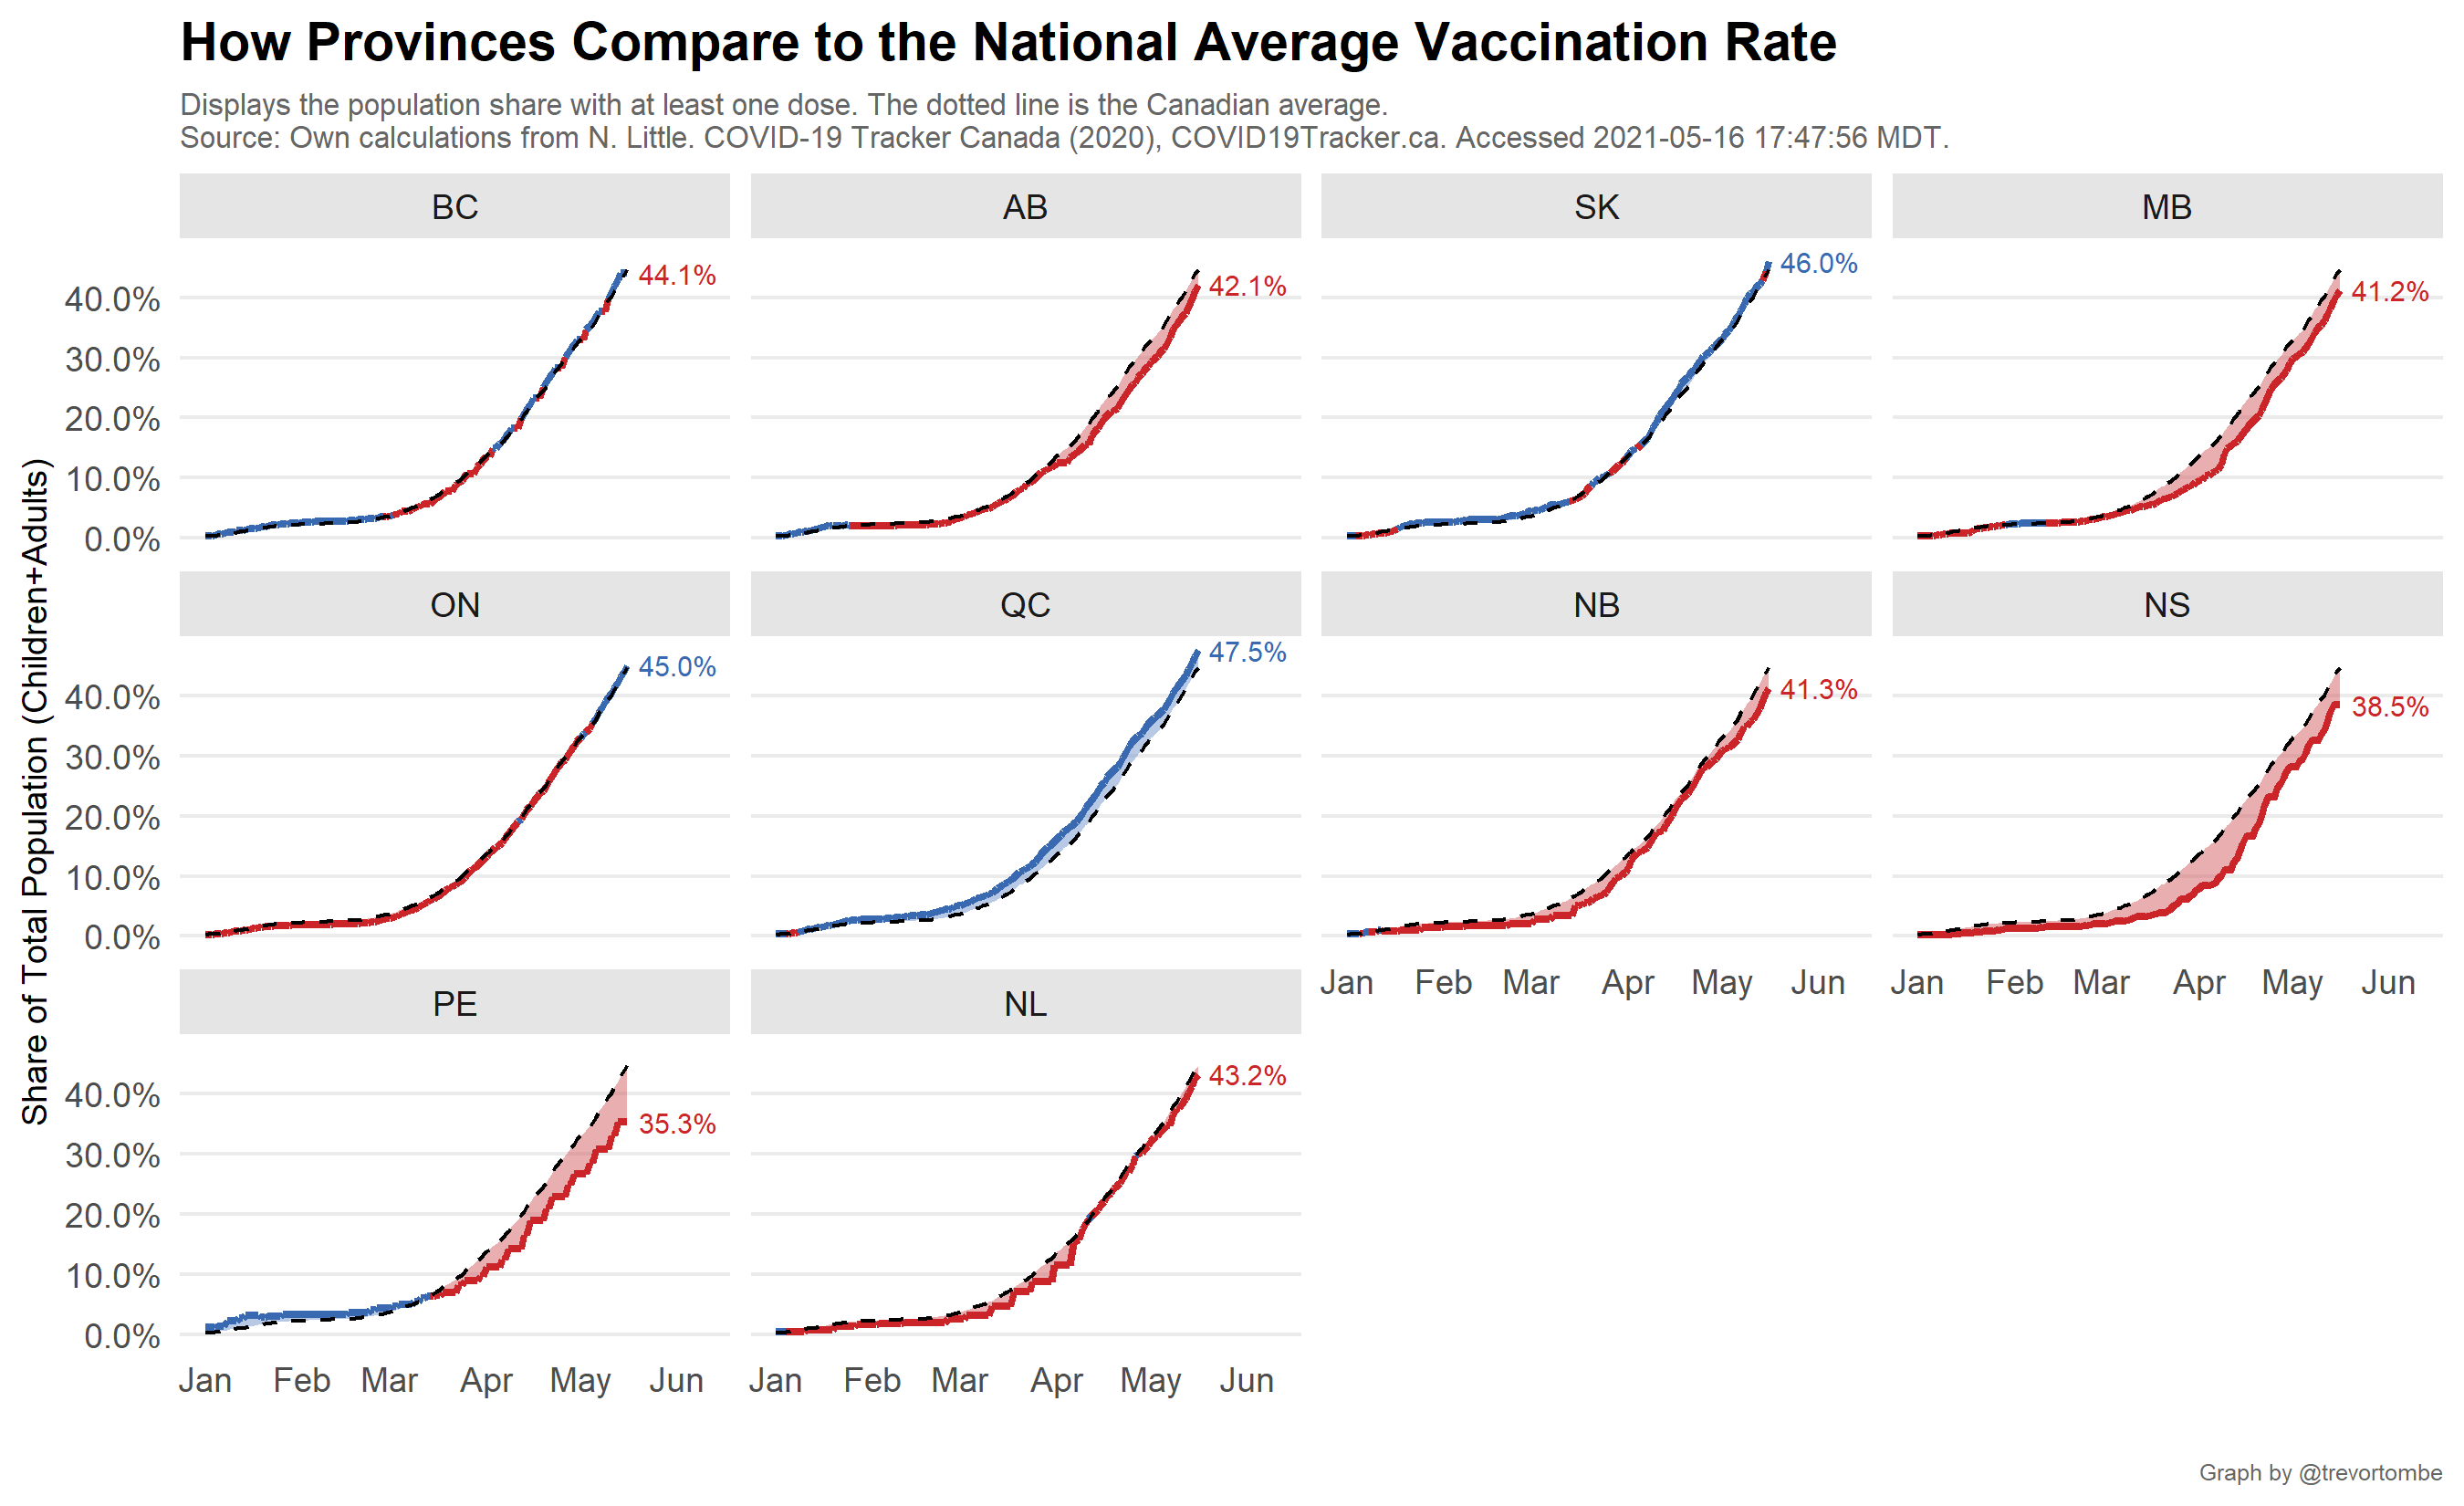 How Provinces Compare to the National Average Vaccination Rate
Displays the population share with at least one dose. The dotted line is the Canadian average.
Source: Own calculations from N. Little. COVID-19 Tracker Canada (2020), COVID19Tracker.ca. Accessed 2021-05-16 17:47:56 MDT.
Share of Total Population (Children+Adults)
BC AB SK MB
44.1% 42.1% 46.0% 41.2%
40.0%
30.0%
20.0%
10.0%
0.0%
ON QC NB NS
45.0% 47.5% 41.3% 38.5%
40.0%
30.0%
20.0%
10.0%
0.0%
Jan Feb Mar Apr May Jun Jan Feb Mar Apr May Jun
PE NL
35.3% 43.2%
40.0%
30.0%
20.0%
10.0%
0.0%
Jan Feb Mar Apr May Jun Jan Feb Mar Apr May Jun
Graph by @trevortombe